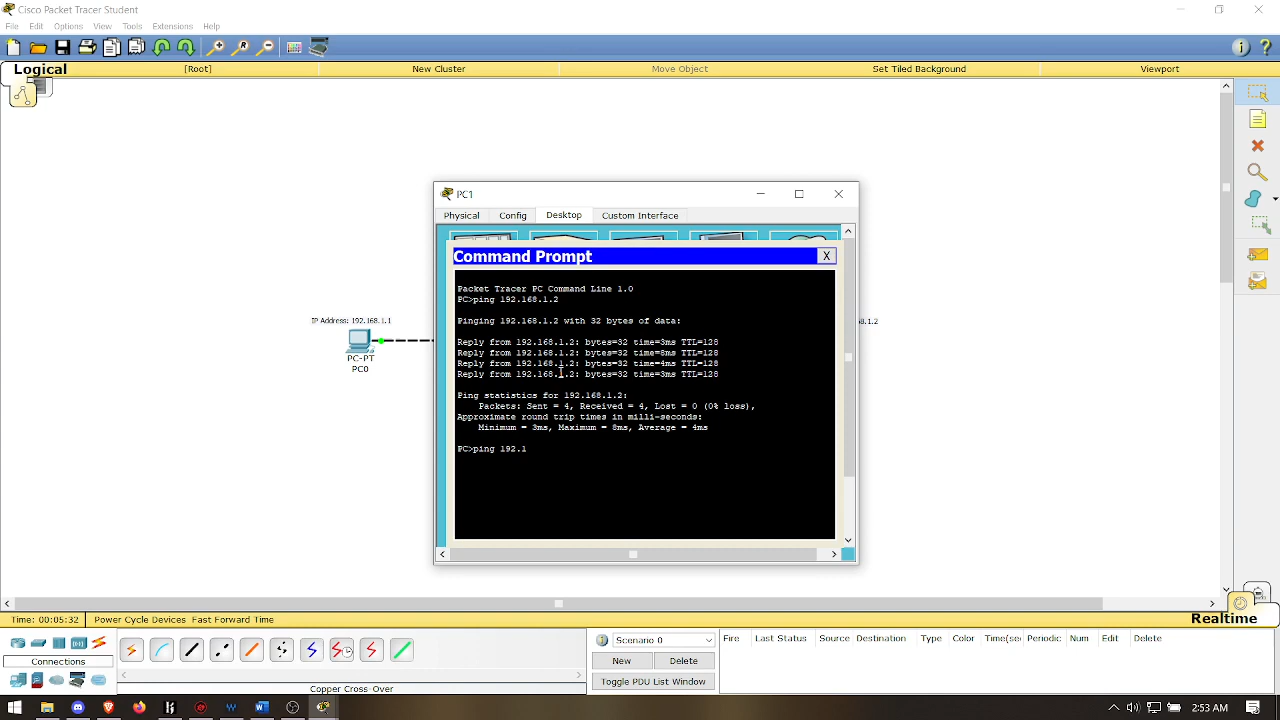 Cisco Packet Tracer Student
File Edit Options View Tools Extensions Help
Logical [Root] New Cluster Move Object Set Tiled Background Viewport
PC1
Physical Config Desktop Custom Interface
Command Prompt X
Packet Tracer PC Command Line 1.0
PC>ping 192.168.1.2
Pinging 192.168.1.2 with 32 bytes of data:
Reply from 192.168.1.2: bytes=32 time=3ms TTL=128
Reply from 192.168.1.2: bytes=32 time=8ms TTL=128
Reply from 192.168.1.2: bytes=32 time=4ms TTL=128
Reply from 192.168.1.2: bytes=32 time=3ms TTL=128
Ping statistics for 192.168.1.2:
Packets: Sent = 4, Received = 4, Lost = 0 (0% loss),
Approximate round trip times in milli-seconds:
Minimum = 3ms, Maximum = 8ms, Average = 4ms
PC>ping 192.1
IP Address: 192.168.1.1
PC-PT
PC0
Time: 00:05:32 Power Cycle Devices Fast Forward Time Realtime
Connections
Copper Cross-Over
Scenario 0
New Delete
Toggle PDU List Window
Fire Last Status Source Destination Type Color Time(sec Periodic Num Edit Delete
2:53 AM